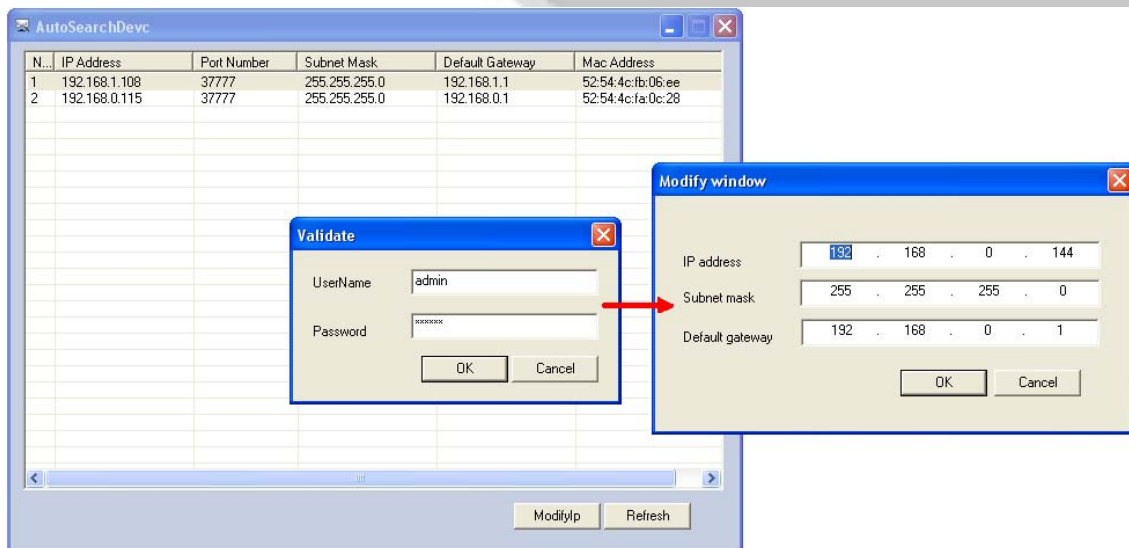 AutoSearchDevc
N... IP Address Port Number Subnet Mask Default Gateway Mac Address
1 192.168.1.108 37777 255.255.255.0 192.168.1.1 52:54:4c:fb:06:ee
2 192.168.0.115 37777 255.255.255.0 192.168.0.1 52:54:4c:fa:0c:28
Validate
UserName admin
Password ××××××
OK Cancel
Modify window
IP address 192 . 168 . 0 . 144
Subnet mask 255 . 255 . 255 . 0
Default gateway 192 . 168 . 0 . 1
OK Cancel
ModifyIp Refresh